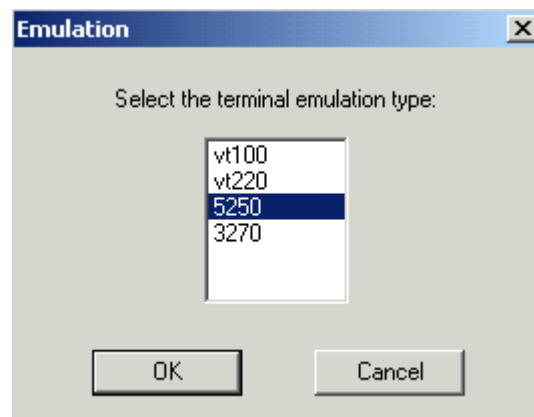 Emulation
Select the terminal emulation type:
vt100
vt220
5250
3270
OK Cancel